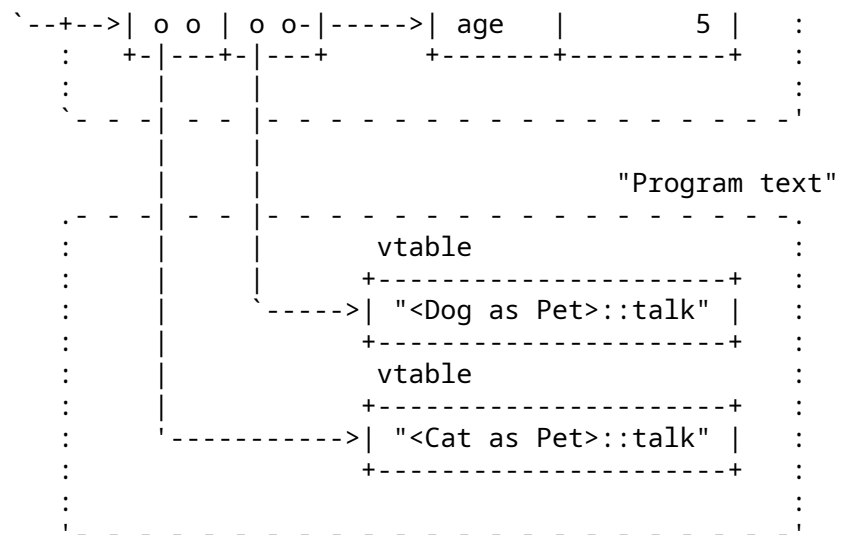 `--+-->| o o | o o-|----->| age   |        5 |   :
   :   +-|---+-|---+      +-------+----------+   :
   :     |     |                                 :
   `- - -| - - |- - - - - - - - - - - - - - - - -'
         |     |
         |     |                      "Program text"
   .- - -| - - |- - - - - - - - - - - - - - - - -.
   :     |     |       vtable                    :
   :     |     |      +----------------------+   :
   :     |     `----->| "<Dog as Pet>::talk" |   :
   :     |            +----------------------+   :
   :     |             vtable                    :
   :     |            +----------------------+   :
   :     '----------->| "<Cat as Pet>::talk" |   :
   :                  +----------------------+   :
   :                                             :
   '- - - - - - - - - - - - - - - - - - - - - - -'